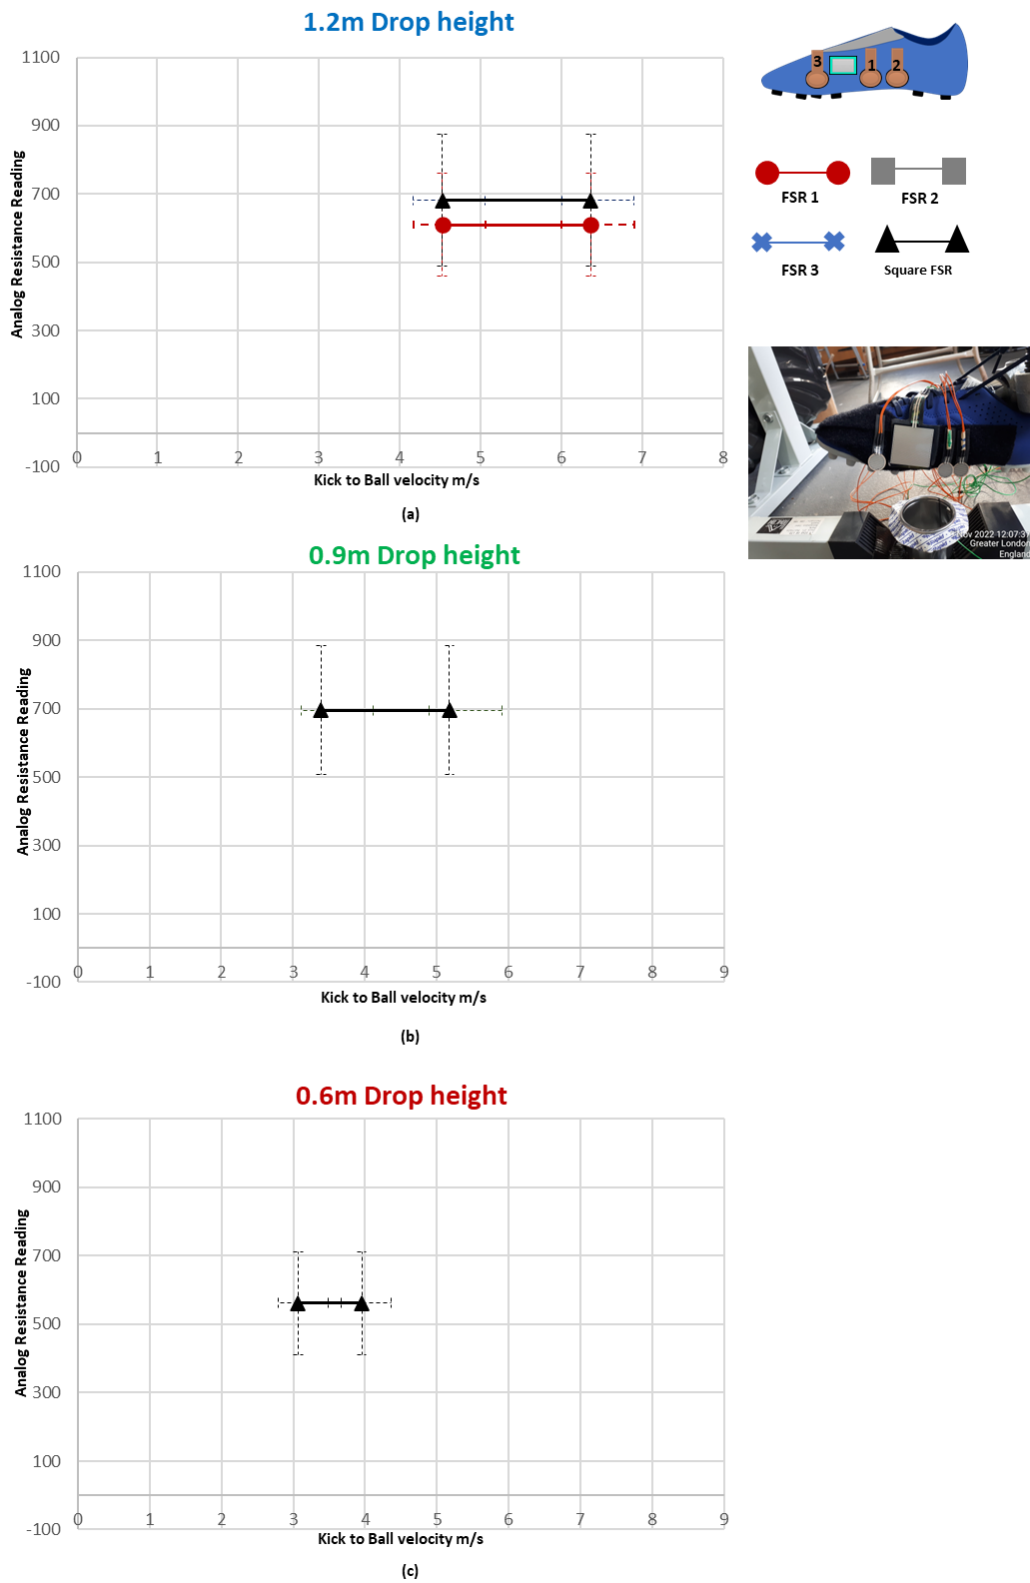 1.2m Drop height
1100
900
700
500
300
100
-100
0 1 2 3 4 5 6 7 8
Analog Resistance Reading
Kick to Ball velocity m/s
(a)
3 1 2
FSR 1
FSR 2
FSR 3
Square FSR
Nov 2022 12:07:37
Greater London
England
0.9m Drop height
1100
900
700
500
300
100
-100
0 1 2 3 4 5 6 7 8 9
Analog Resistance Reading
Kick to Ball velocity m/s
(b)
0.6m Drop height
1100
900
700
500
300
100
-100
0 1 2 3 4 5 6 7 8 9
Analog Resistance Reading
Kick to Ball velocity m/s
(c)